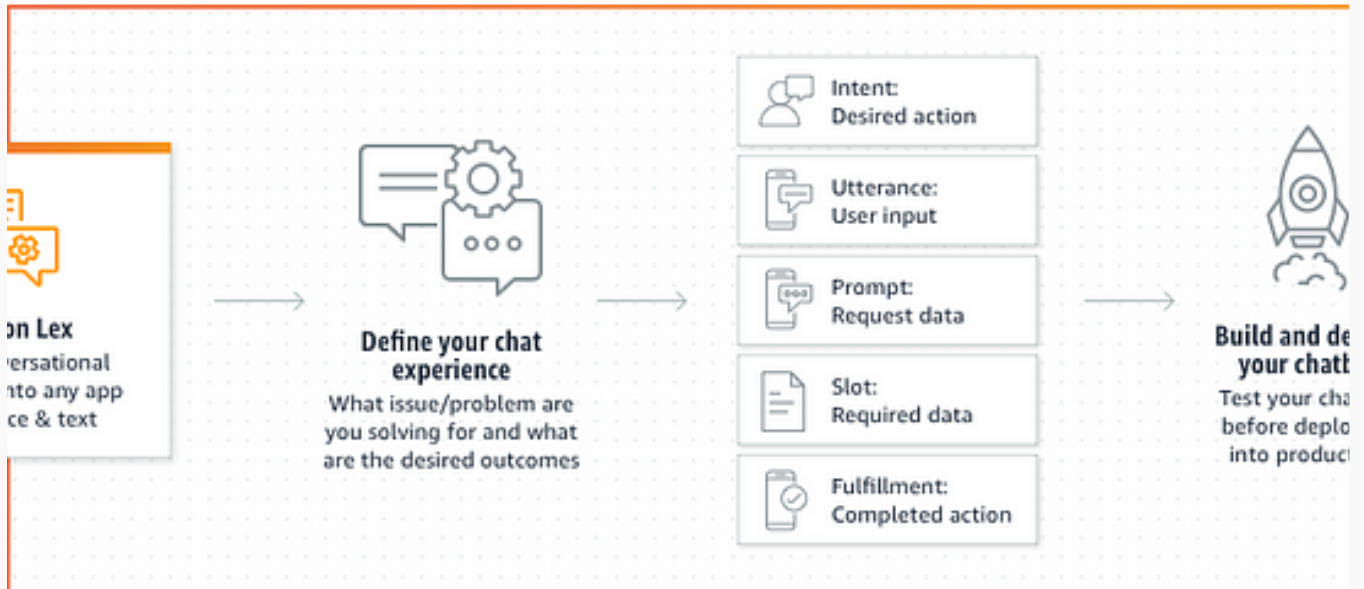 on Lex
ersational
nto any app
ce & text
Define your chat
experience
What issue/problem are
you solving for and what
are the desired outcomes
Intent:
Desired action
Utterance:
User input
Prompt:
Request data
Slot:
Required data
Fulfillment:
Completed action
Build and de
your chatb
Test your cha
before deplo
into product